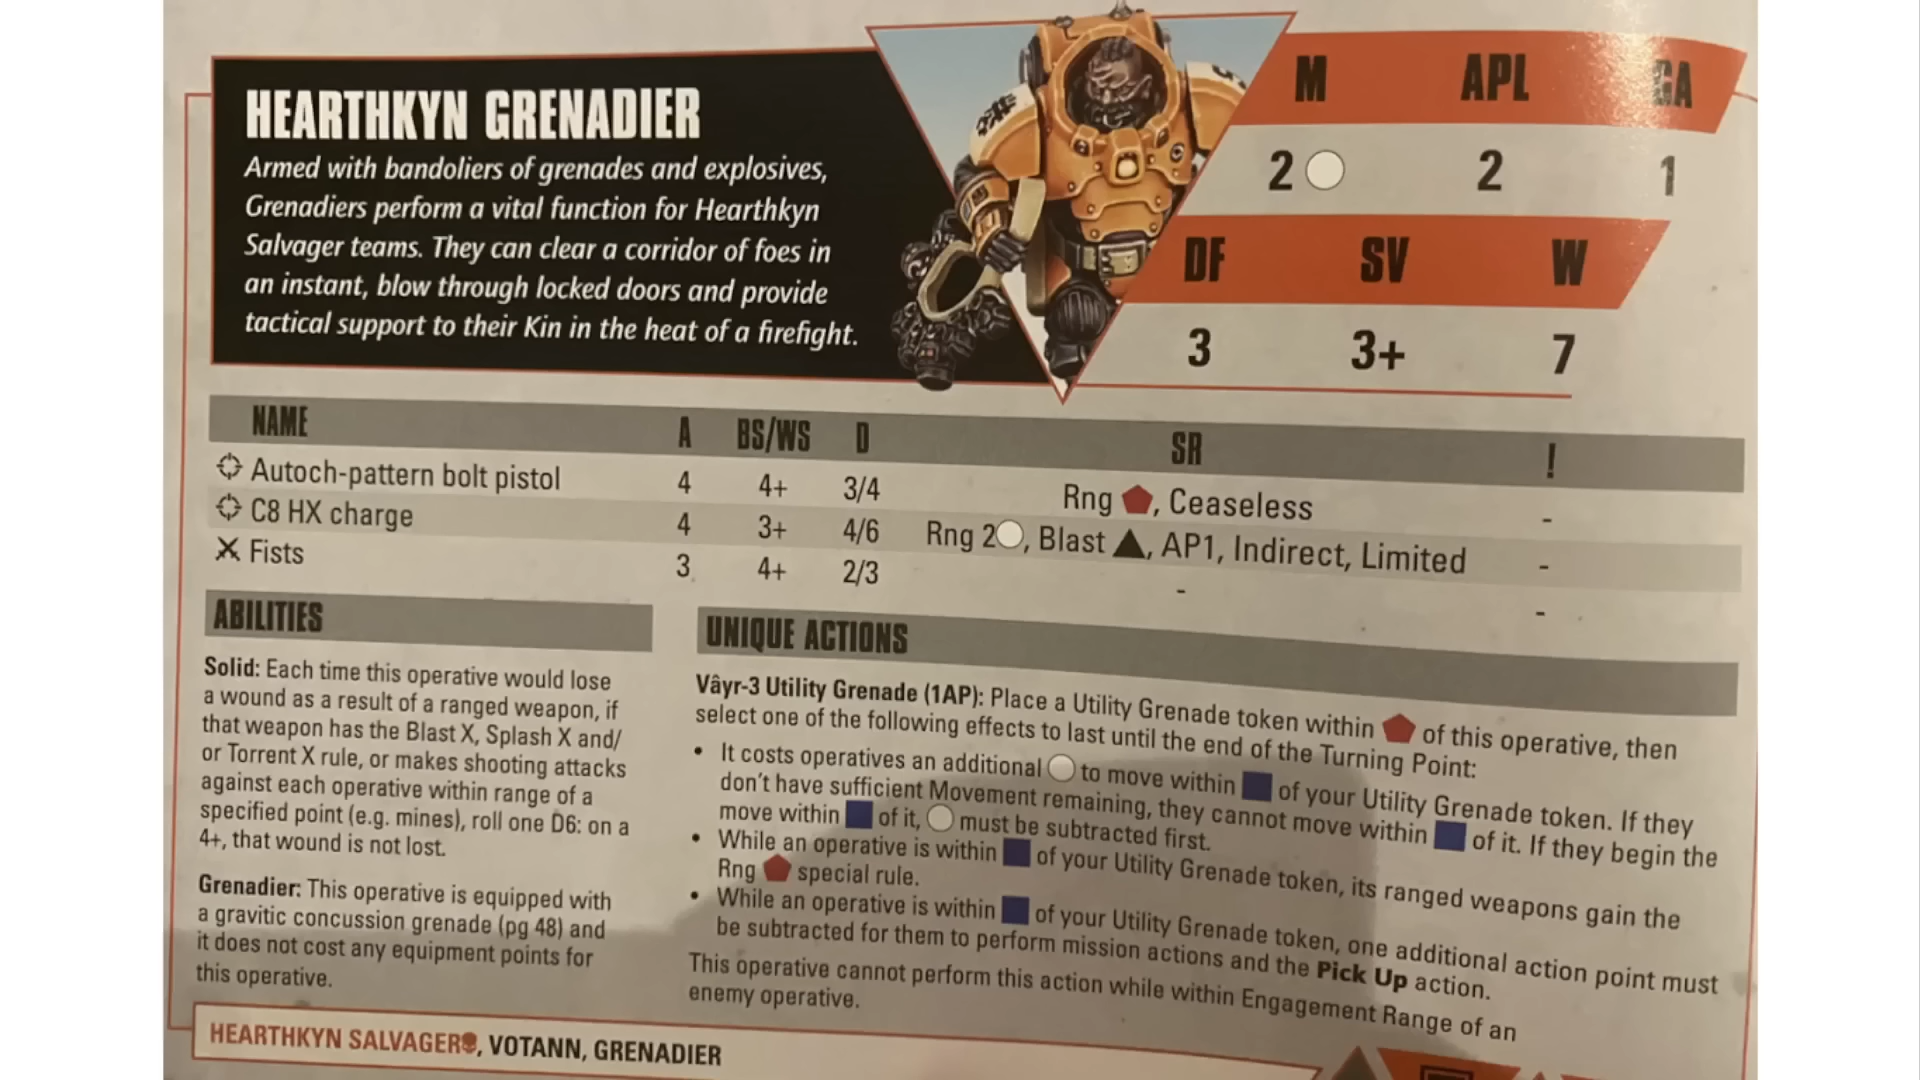 HEARTHKYN GRENADIER
Armed with bandoliers of grenades and explosives,
Grenadiers perform a vital function for Hearthkyn
Salvager teams. They can clear a corridor of foes in
an instant, blow through locked doors and provide
tactical support to their Kin in the heat of a firefight.
M APL GA
2 2 1
DF SV W
3 3+ 7
NAME A BS/WS D SR !
Autoch-pattern bolt pistol 4 4+ 3/4 Rng , Ceaseless -
C8 HX charge 4 3+ 4/6 Rng 2 , Blast , AP1, Indirect, Limited -
Fists 3 4+ 2/3 - -
ABILITIES
Solid: Each time this operative would lose
a wound as a result of a ranged weapon, if
that weapon has the Blast X, Splash X and/
or Torrent X rule, or makes shooting attacks
against each operative within range of a
specified point (e.g. mines), roll one D6: on a
4+, that wound is not lost.
Grenadier: This operative is equipped with
a gravitic concussion grenade (pg 48) and
it does not cost any equipment points for
this operative.
UNIQUE ACTIONS
Vâyr-3 Utility Grenade (1AP): Place a Utility Grenade token within of this operative, then
select one of the following effects to last until the end of the Turning Point:
• It costs operatives an additional to move within of your Utility Grenade token. If they
don't have sufficient Movement remaining, they cannot move within of it. If they begin the
move within of it, must be subtracted first.
• While an operative is within of your Utility Grenade token, its ranged weapons gain the
Rng special rule.
• While an operative is within of your Utility Grenade token, one additional action point must
be subtracted for them to perform mission actions and the Pick Up action.
This operative cannot perform this action while within Engagement Range of an
enemy operative.
HEARTHKYN SALVAGER, VOTANN, GRENADIER